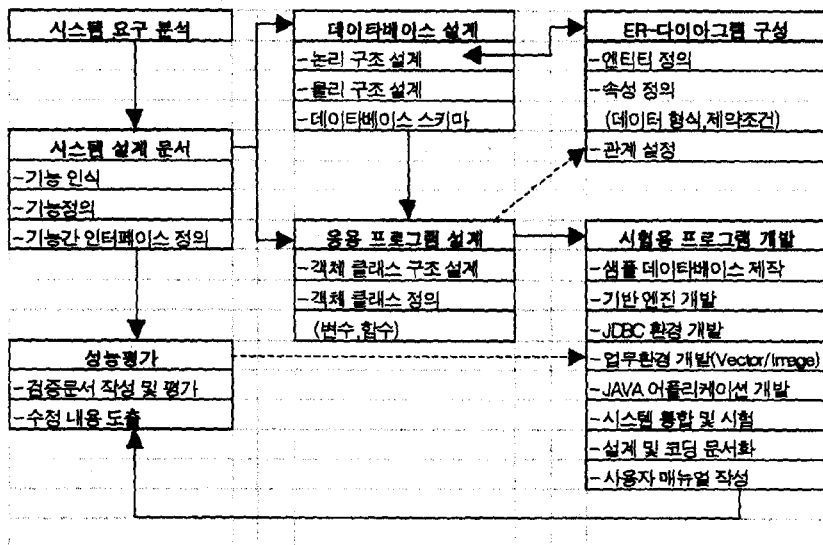 시스템 요구 분석
시스템 설계 문서
-기능 인식
-기능정의
-기능간 인터페이스 정의
성능평가
-검증문서 작성 및 평가
-수정 내용 도출
데이타베이스 설계
-논리 구조 설계
-물리 구조 설계
-데이타베이스 스키마
응용 프로그램 설계
-객체 클래스 구조 설계
-객체 클래스 정의
(변수,함수)
ER-다이아그램 구성
-엔티티 정의
-속성 정의
(데이터 형식,제약조건)
-관계 설정
시험용 프로그램 개발
-샘플 데이타베이스 제작
-기반 엔진 개발
-JDBC 환경 개발
-업무환경 개발(Vector/Image)
-JAVA 어플리케이션 개발
-시스템 통합 및 시험
-설계 및 코딩 문서화
-사용자 매뉴얼 작성